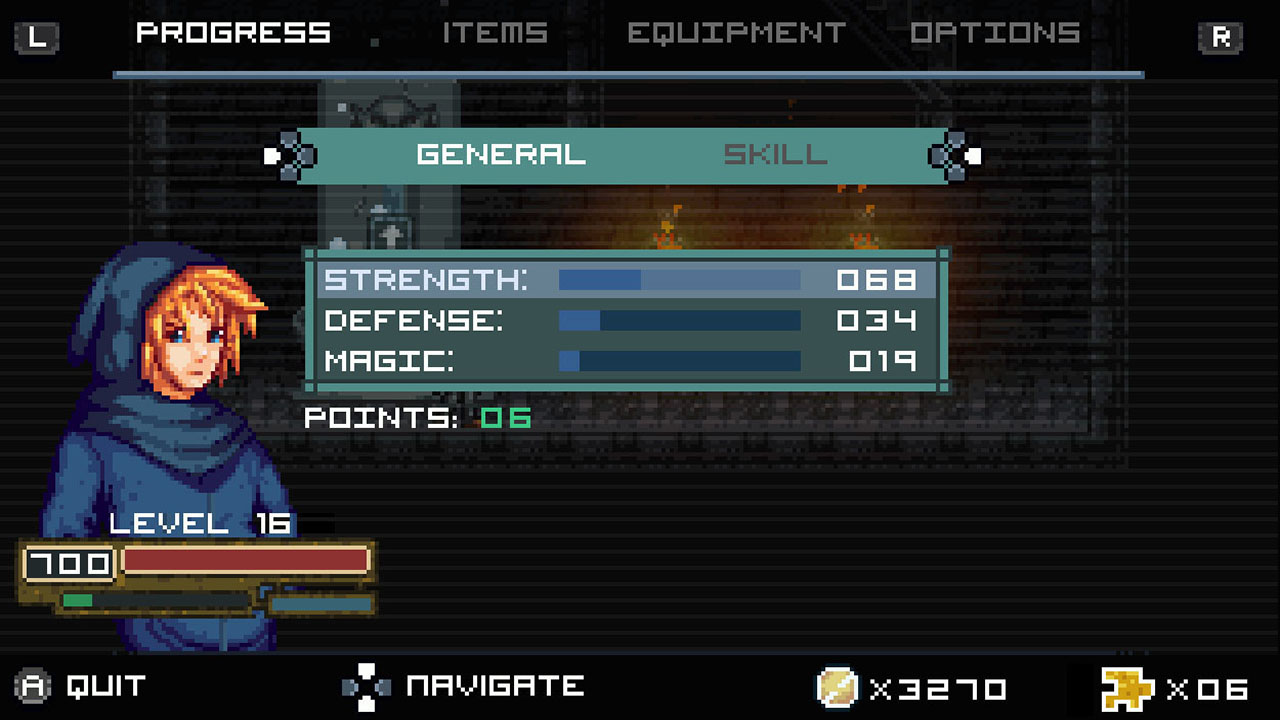 L PROGRESS ITEMS EQUIPMENT OPTIONS R
GENERAL SKILL
STRENGTH: 068
DEFENSE: 034
MAGIC: 019
POINTS: 06
LEVEL 16
700
A QUIT NAVIGATE X3270 X06